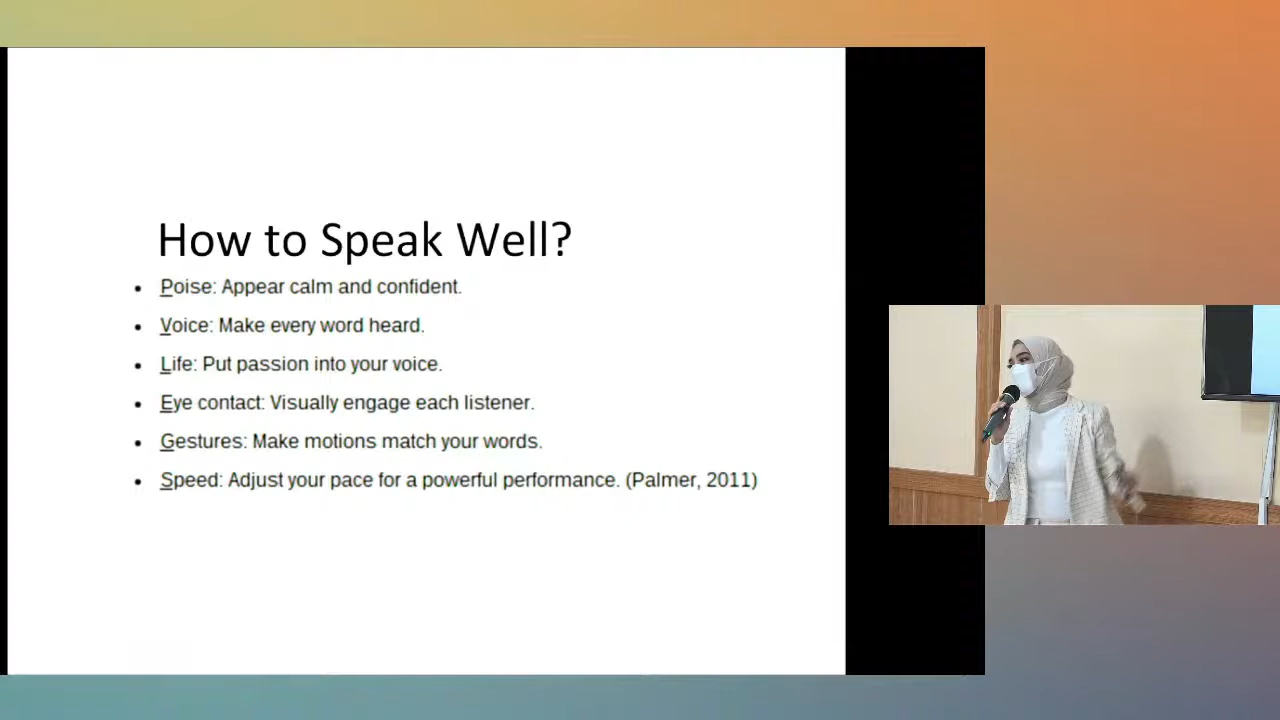 How to Speak Well?
• Poise: Appear calm and confident.
• Voice: Make every word heard.
• Life: Put passion into your voice.
• Eye contact: Visually engage each listener.
• Gestures: Make motions match your words.
• Speed: Adjust your pace for a powerful performance. (Palmer, 2011)